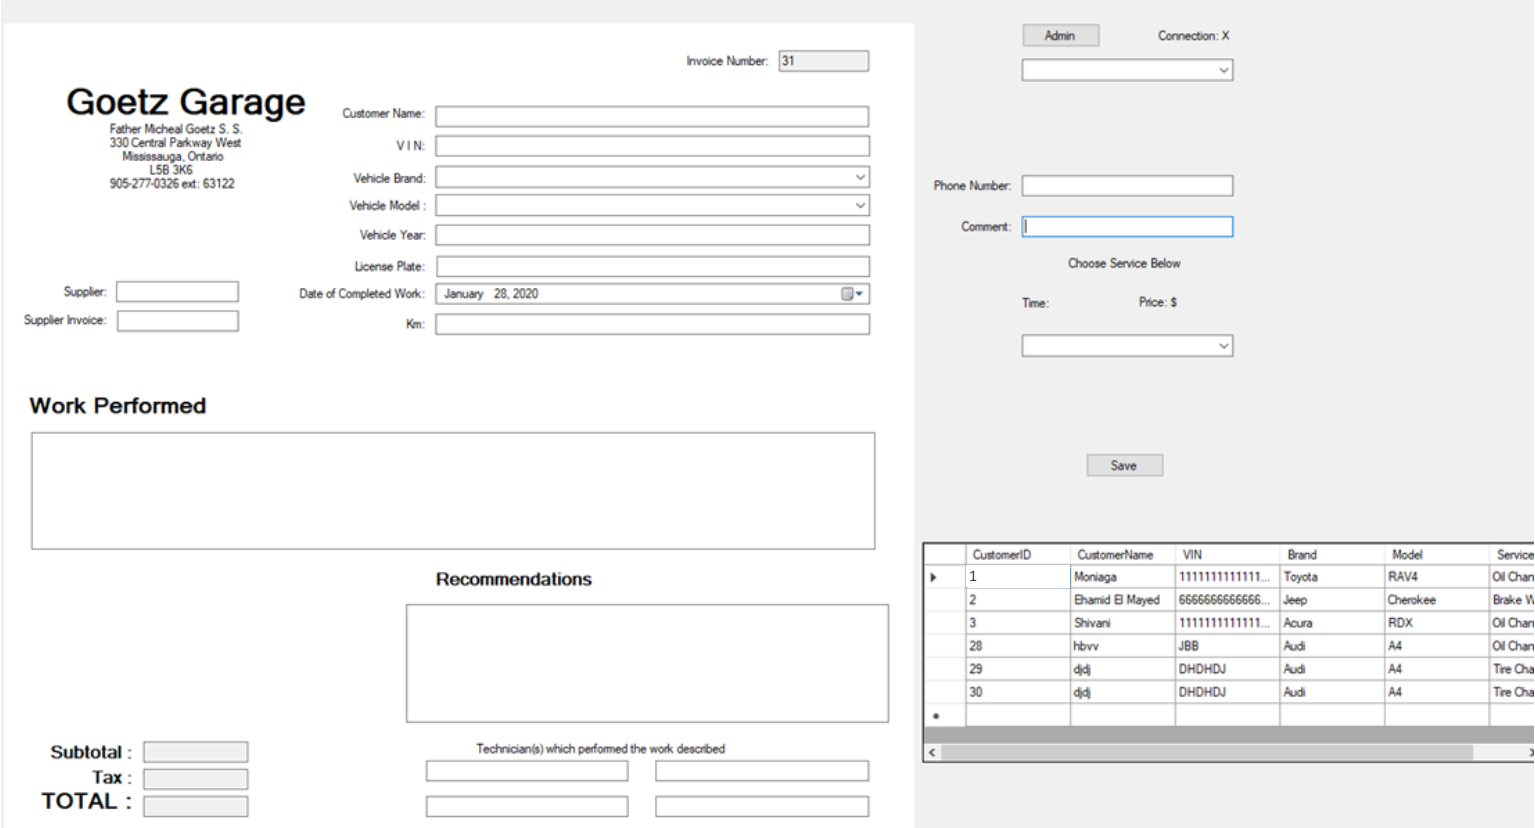 Invoice Number: 31
Goetz Garage
Father Micheal Goetz S. S.
330 Central Parkway West
Mississauga, Ontario
L5B 3K6
905-277-0326 ext: 63122
Customer Name:
V I N:
Vehicle Brand:
Vehicle Model :
Vehicle Year:
License Plate:
Date of Completed Work: January 28, 2020
Km:
Supplier:
Supplier Invoice:
Work Performed
Recommendations
Subtotal :
Tax :
TOTAL :
Technician(s) which performed the work described
Admin Connection: X
Phone Number:
Comment:
Choose Service Below
Time: Price: $
Save
CustomerID CustomerName VIN Brand Model Service
1 Moniaga 1111111111111... Toyota RAV4 Oil Chan
2 Ehamid El Mayed 6666666666666... Jeep Cherokee Brake W
3 Shivani 1111111111111... Acura RDX Oil Chan
28 hbvv JBB Audi A4 Oil Chan
29 djdj DHDHDJ Audi A4 Tire Cha
30 djdj DHDHDJ Audi A4 Tire Cha